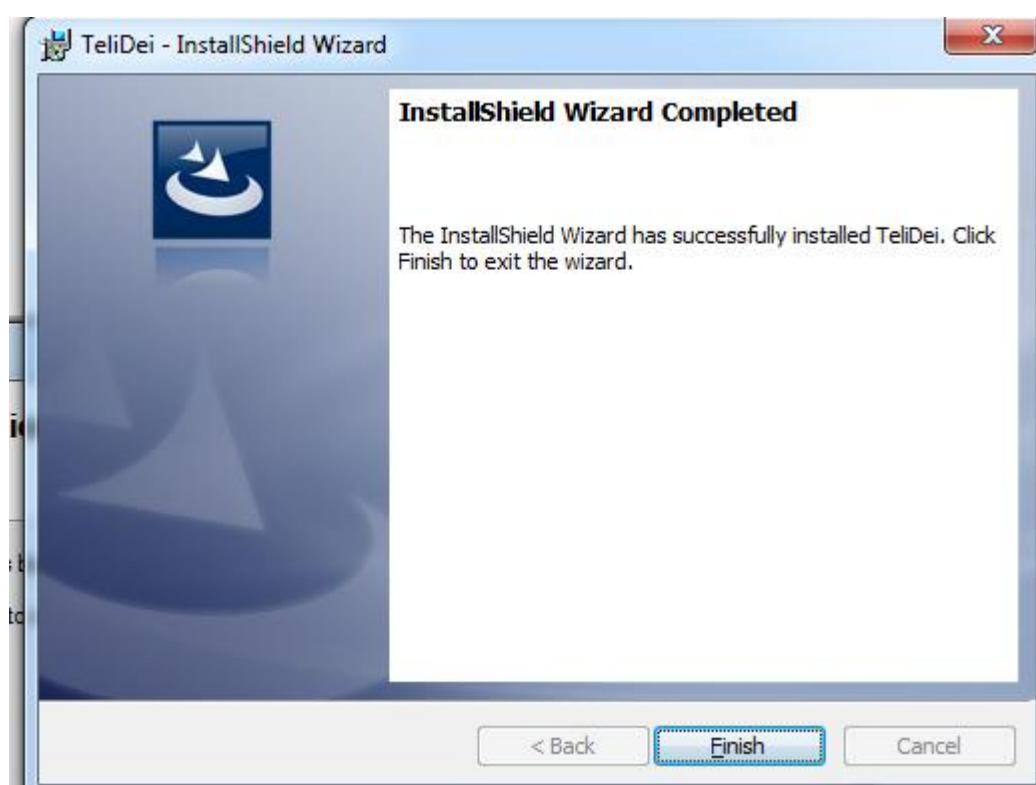 TeliDei - InstallShield Wizard
InstallShield Wizard Completed
The InstallShield Wizard has successfully installed TeliDei. Click
Finish to exit the wizard.
< Back
Finish
Cancel